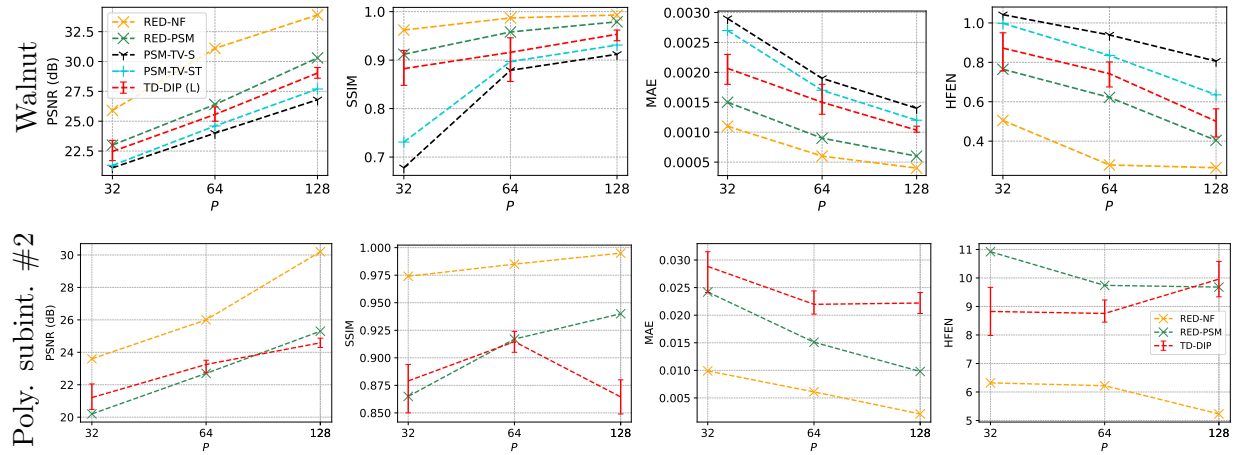 Walnut
PSNR (dB)
32.5
30.0
27.5
25.0
22.5
32
64
128
P
RED-NF
RED-PSM
PSM-TV-S
PSM-TV-ST
TD-DIP (L)
SSIM
1.0
0.9
0.8
0.7
32
64
128
P
MAE
0.0030
0.0025
0.0020
0.0015
0.0010
0.0005
32
64
128
P
HFEN
1.0
0.8
0.6
0.4
32
64
128
P
Poly. subint. #2
PSNR (dB)
30
28
26
24
22
20
32
64
128
P
SSIM
1.000
0.975
0.950
0.925
0.900
0.875
0.850
32
64
128
P
MAE
0.030
0.025
0.020
0.015
0.010
0.005
32
64
128
P
HFEN
11
10
9
8
7
6
5
32
64
128
P
RED-NF
RED-PSM
TD-DIP